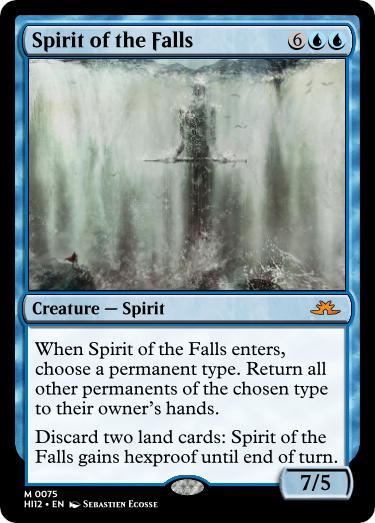 Spirit of the Falls 6
Creature — Spirit
When Spirit of the Falls enters,
choose a permanent type. Return all
other permanents of the chosen type
to their owner's hands.
Discard two land cards: Spirit of the
Falls gains hexproof until end of turn.
7/5
M 0075
HI12 • EN Sebastien Ecosse